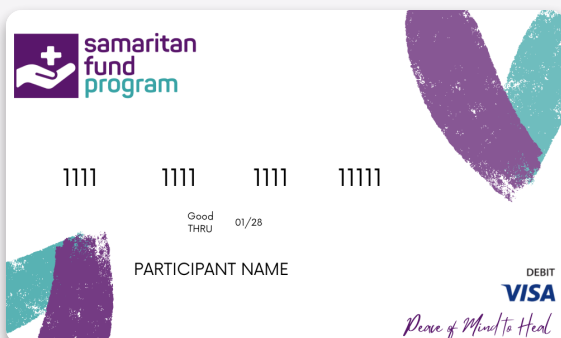 samaritan
fund
program
1111 1111 1111 11111
Good
THRU 01/28
PARTICIPANT NAME
DEBIT
VISA
Peace of Mind to Heal